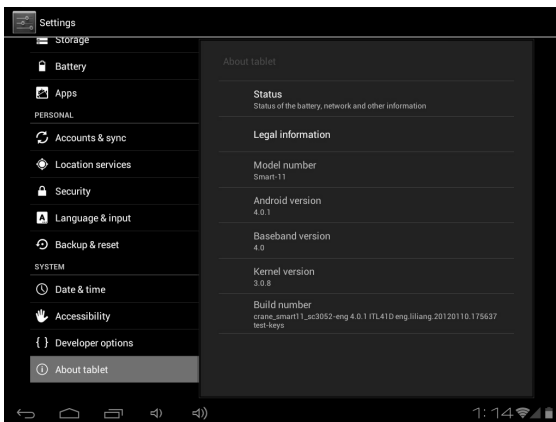 Settings
Storage
Battery
Apps
PERSONAL
Accounts & sync
Location services
Security
Language & input
Backup & reset
SYSTEM
Date & time
Accessibility
{ } Developer options
About tablet
About tablet
Status
Status of the battery, network and other information
Legal information
Model number
Smart-11
Android version
4.0.1
Baseband version
4.0
Kernel version
3.0.8
Build number
crane_smart11_sc3052-eng 4.0.1 ITL41D eng.liliang.20120110.175637
test-keys
1:14